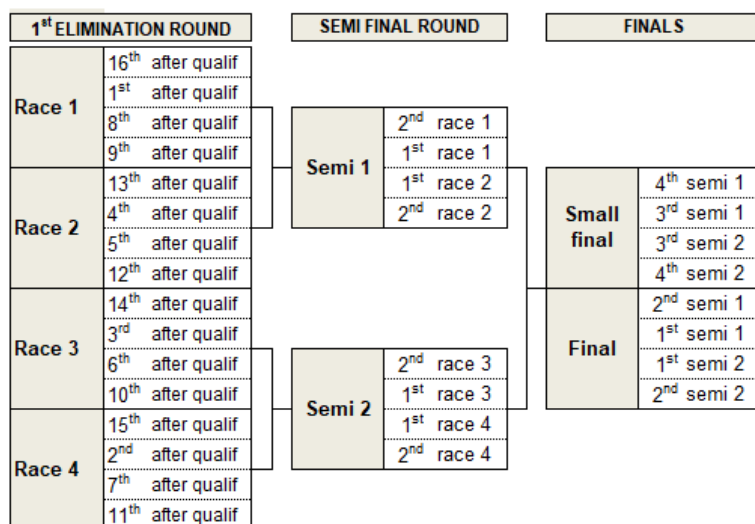 1st ELIMINATION ROUND
Race 1
16th after qualif
1st after qualif
8th after qualif
9th after qualif
Race 2
13th after qualif
4th after qualif
5th after qualif
12th after qualif
Race 3
14th after qualif
3rd after qualif
6th after qualif
10th after qualif
Race 4
15th after qualif
2nd after qualif
7th after qualif
11th after qualif
SEMI FINAL ROUND
Semi 1
2nd race 1
1st race 1
1st race 2
2nd race 2
Semi 2
2nd race 3
1st race 3
1st race 4
2nd race 4
FINALS
Small
final
4th semi 1
3rd semi 1
3rd semi 2
4th semi 2
Final
2nd semi 1
1st semi 1
1st semi 2
2nd semi 2